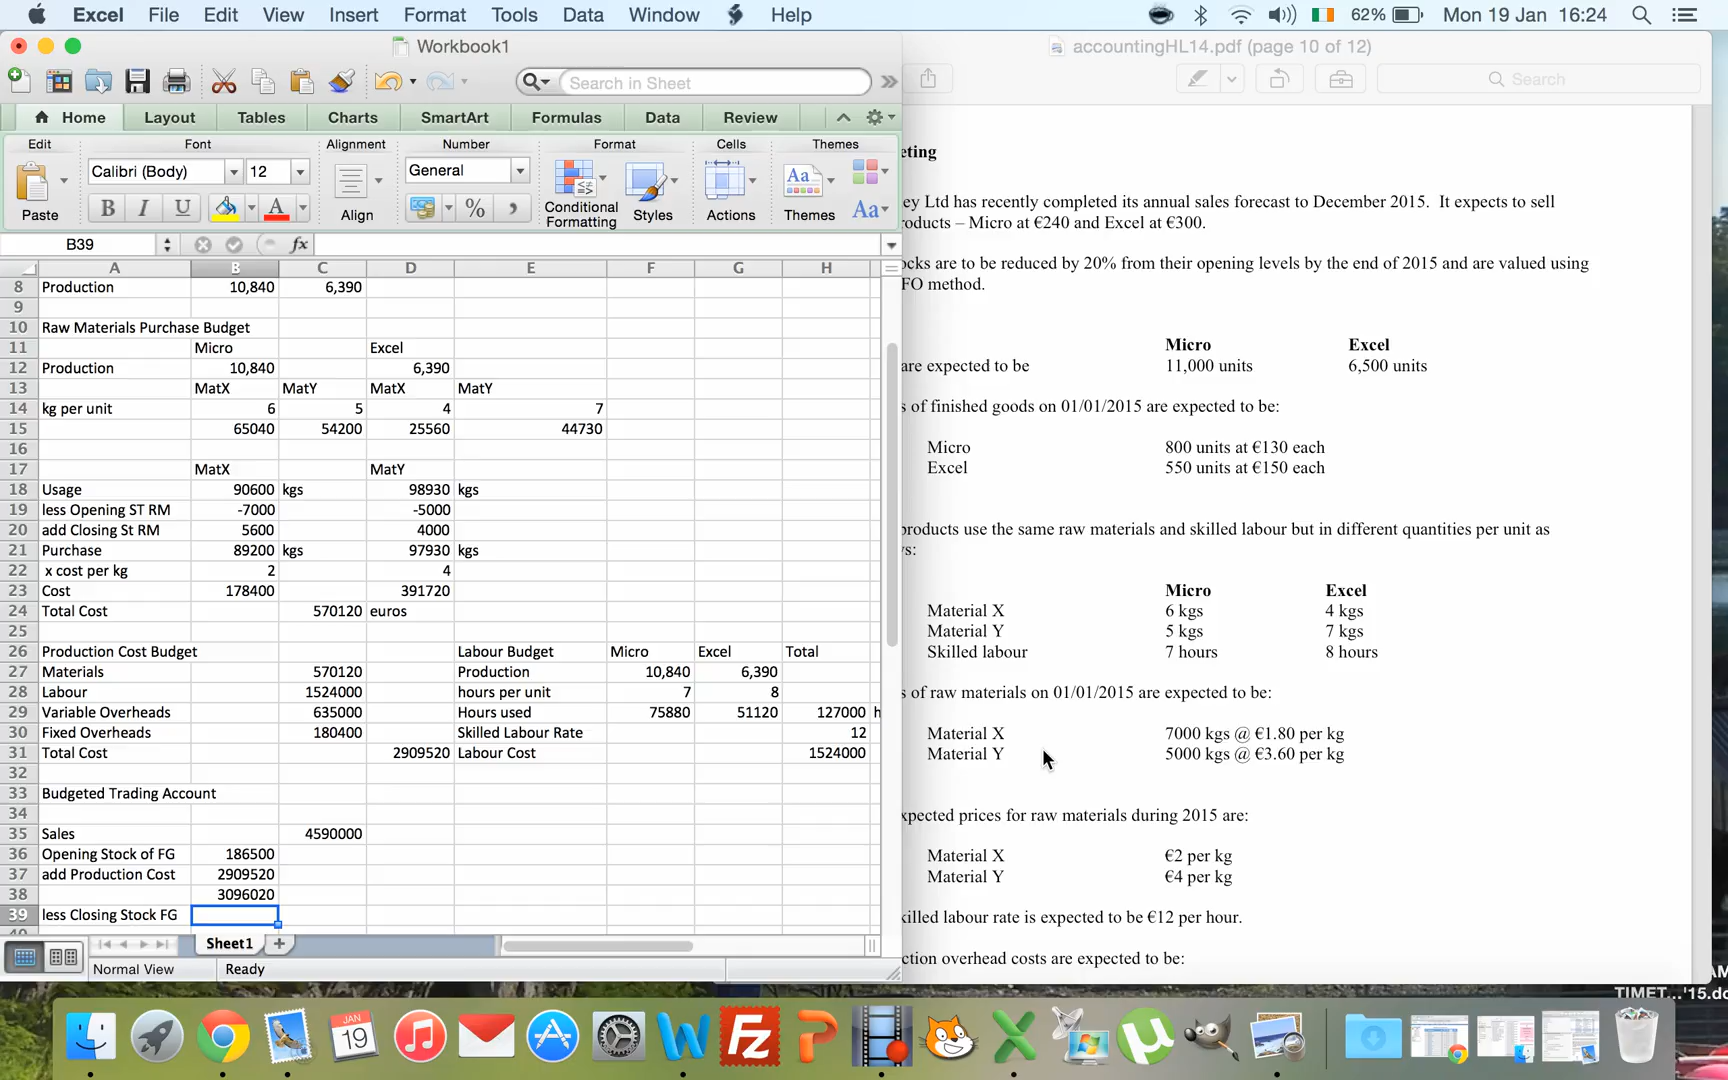 Excel File Edit View Insert Format Tools Data Window Help 62% Mon 19 Jan 16:24
Workbook1
Search in Sheet
Home Layout Tables Charts SmartArt Formulas Data Review
Edit Font Alignment Number Format Cells Themes
Calibri (Body) 12 General
Paste B I U A Align % Conditional Formatting Styles Actions Aa Themes Aa
B39 fx
A B C D E F G H
8 Production 10,840 6,390
9
10 Raw Materials Purchase Budget
11 Micro Excel
12 Production 10,840 6,390
13 MatX MatY MatX MatY
14 kg per unit 6 5 4 7
15 65040 54200 25560 44730
16
17 MatX MatY
18 Usage 90600 kgs 98930 kgs
19 less Opening ST RM -7000 -5000
20 add Closing St RM 5600 4000
21 Purchase 89200 kgs 97930 kgs
22 x cost per kg 2 4
23 Cost 178400 391720
24 Total Cost 570120 euros
25
26 Production Cost Budget Labour Budget Micro Excel Total
27 Materials 570120 Production 10,840 6,390
28 Labour 1524000 hours per unit 7 8
29 Variable Overheads 635000 Hours used 75880 51120 127000 h
30 Fixed Overheads 180400 Skilled Labour Rate 12
31 Total Cost 2909520 Labour Cost 1524000
32
33 Budgeted Trading Account
34
35 Sales 4590000
36 Opening Stock of FG 186500
37 add Production Cost 2909520
38 3096020
39 less Closing Stock FG
Sheet1
Normal View Ready
accountingHL14.pdf (page 10 of 12)
Search
eting
ey Ltd has recently completed its annual sales forecast to December 2015. It expects to sell
oducts – Micro at €240 and Excel at €300.
ocks are to be reduced by 20% from their opening levels by the end of 2015 and are valued using
FO method.
Micro Excel
are expected to be 11,000 units 6,500 units
s of finished goods on 01/01/2015 are expected to be:
Micro 800 units at €130 each
Excel 550 units at €150 each
products use the same raw materials and skilled labour but in different quantities per unit as
vs:
Micro Excel
Material X 6 kgs 4 kgs
Material Y 5 kgs 7 kgs
Skilled labour 7 hours 8 hours
s of raw materials on 01/01/2015 are expected to be:
Material X 7000 kgs @ €1.80 per kg
Material Y 5000 kgs @ €3.60 per kg
xpected prices for raw materials during 2015 are:
Material X €2 per kg
Material Y €4 per kg
killed labour rate is expected to be €12 per hour.
ction overhead costs are expected to be:
AM
TIMET...'15.do
JAN
19